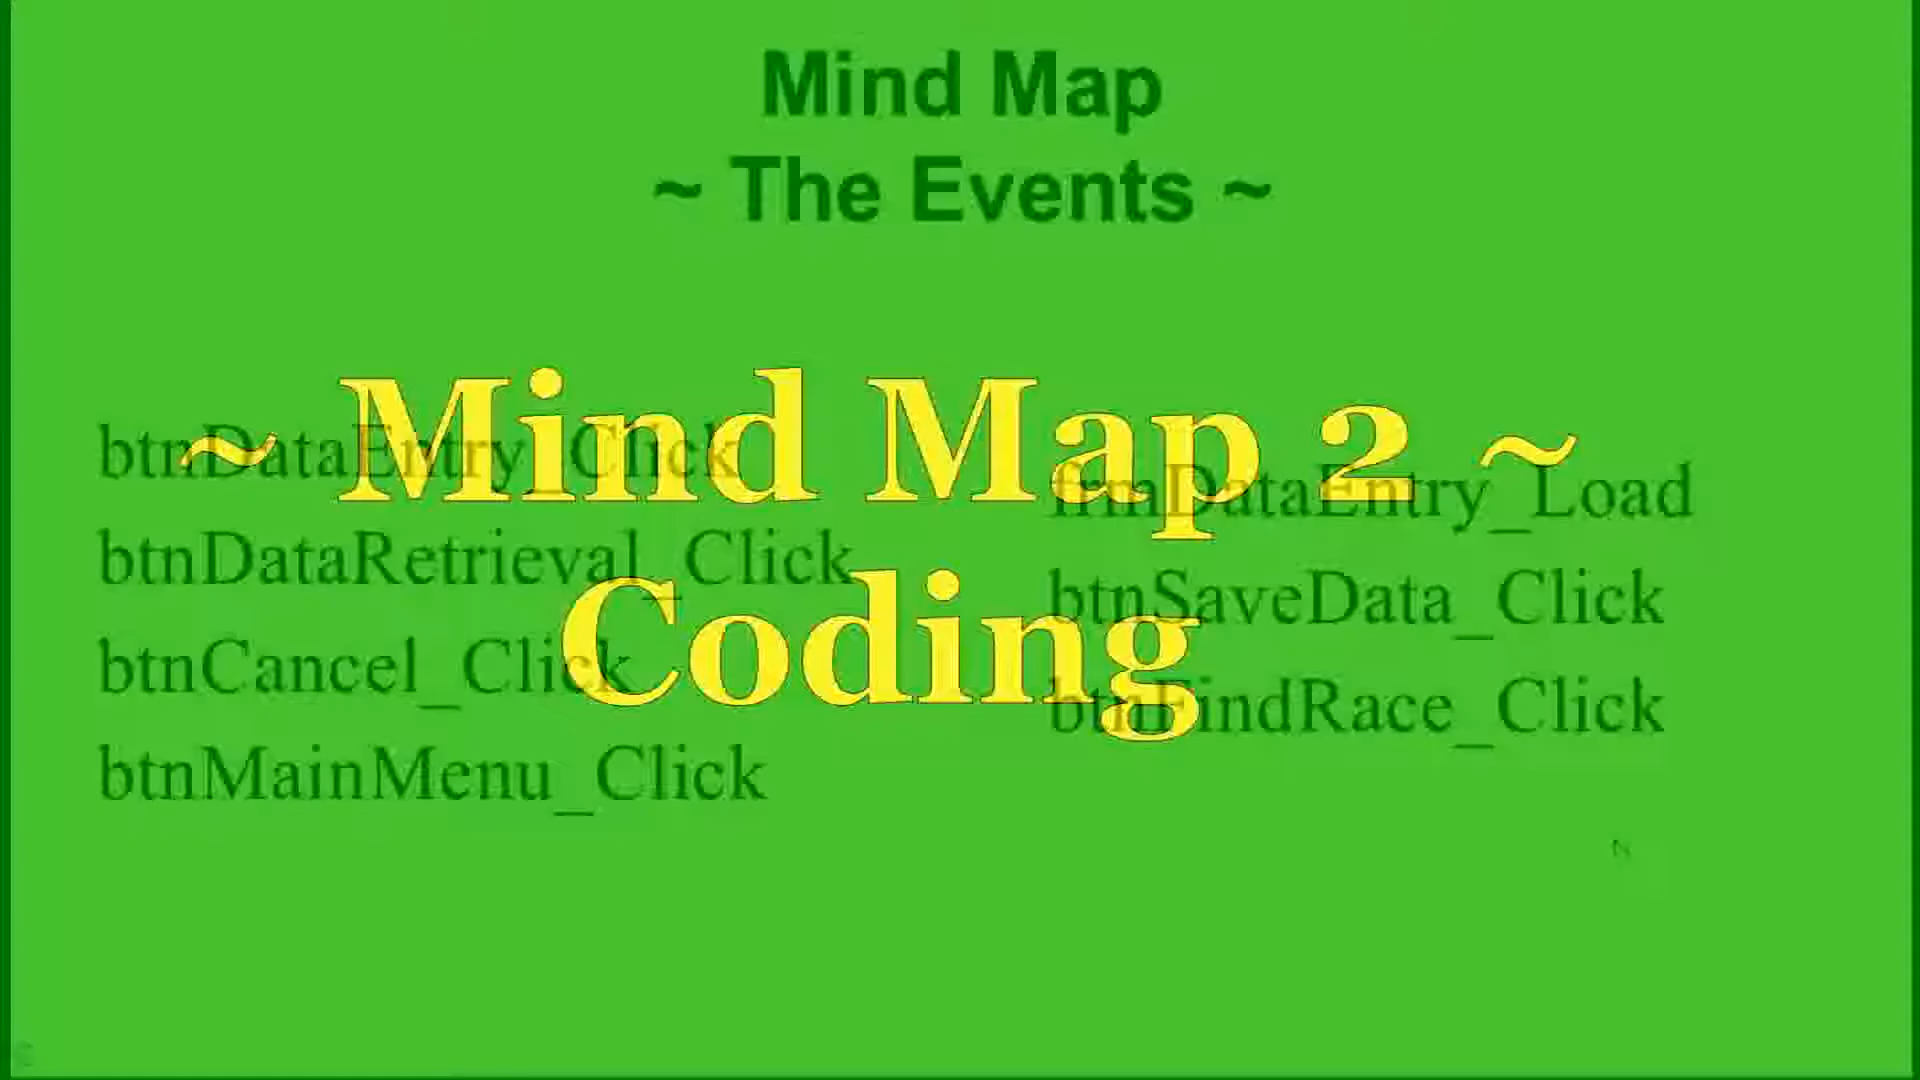 Mind Map
~ The Events ~
~ Mind Map 2 ~
Coding
btnDataEntry_Click
btnDataRetrieval_Click
btnCancel_Click
btnMainMenu_Click
frmDataEntry_Load
btnSaveData_Click
btnFindRace_Click